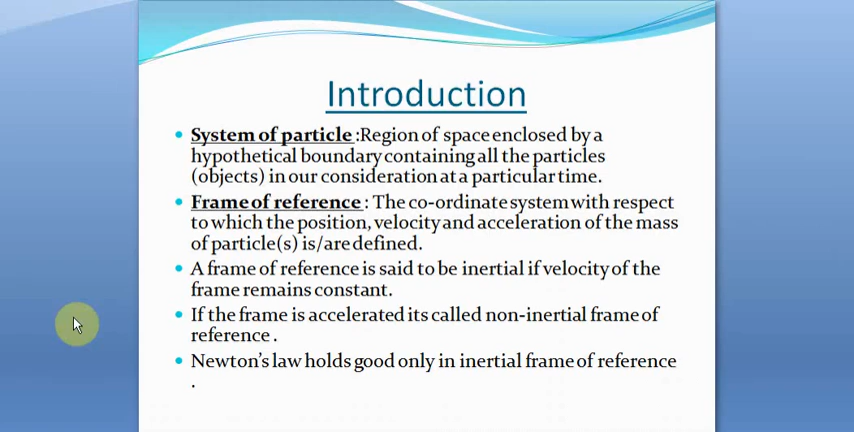 Introduction
• System of particle :Region of space enclosed by a
hypothetical boundary containing all the particles
(objects) in our consideration at a particular time.
• Frame of reference : The co-ordinate system with respect
to which the position, velocity and acceleration of the mass
of particle(s) is/are defined.
• A frame of reference is said to be inertial if velocity of the
frame remains constant.
• If the frame is accelerated its called non-inertial frame of
reference .
• Newton's law holds good only in inertial frame of reference
.